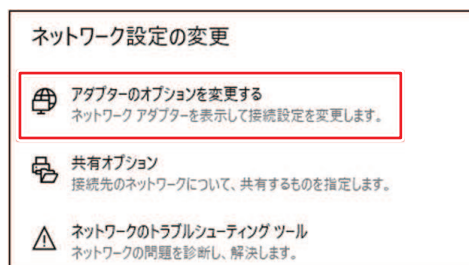 ネットワーク設定の変更
アダプターのオプションを変更する
ネットワーク アダプターを表示して接続設定を変更します。
共有オプション
接続先のネットワークについて、共有するものを指定します。
ネットワークのトラブルシューティング ツール
ネットワークの問題を診断し、解決します。